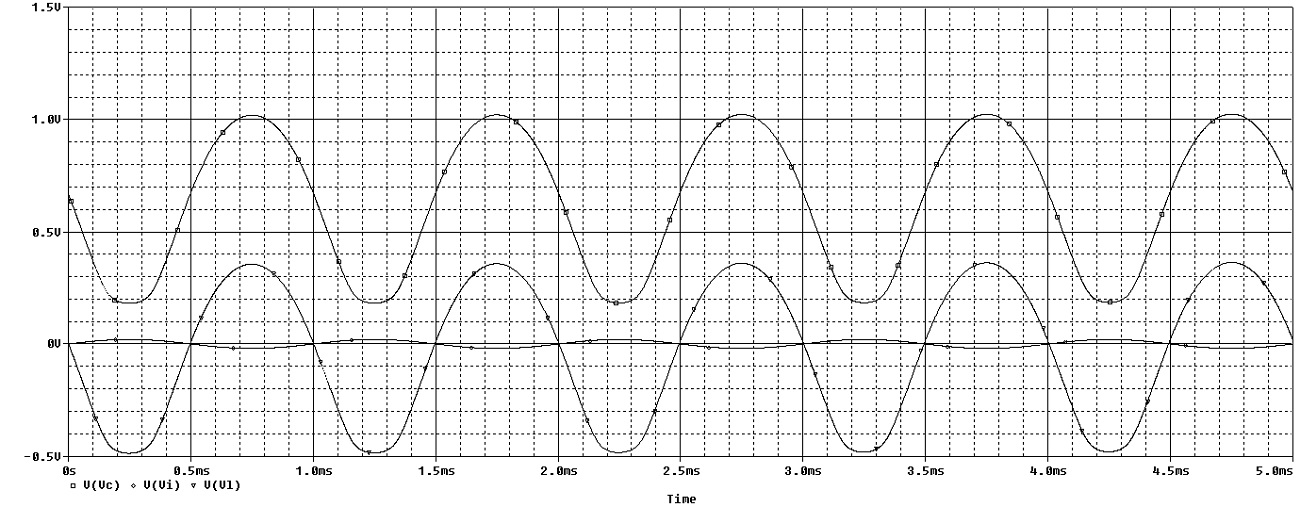 1.5V
1.0V
0.5V
0V
-0.5V
0s 0.5ms 1.0ms 1.5ms 2.0ms 2.5ms 3.0ms 3.5ms 4.0ms 4.5ms 5.0ms
V(Vc) V(Vi) V(Vl)
Time